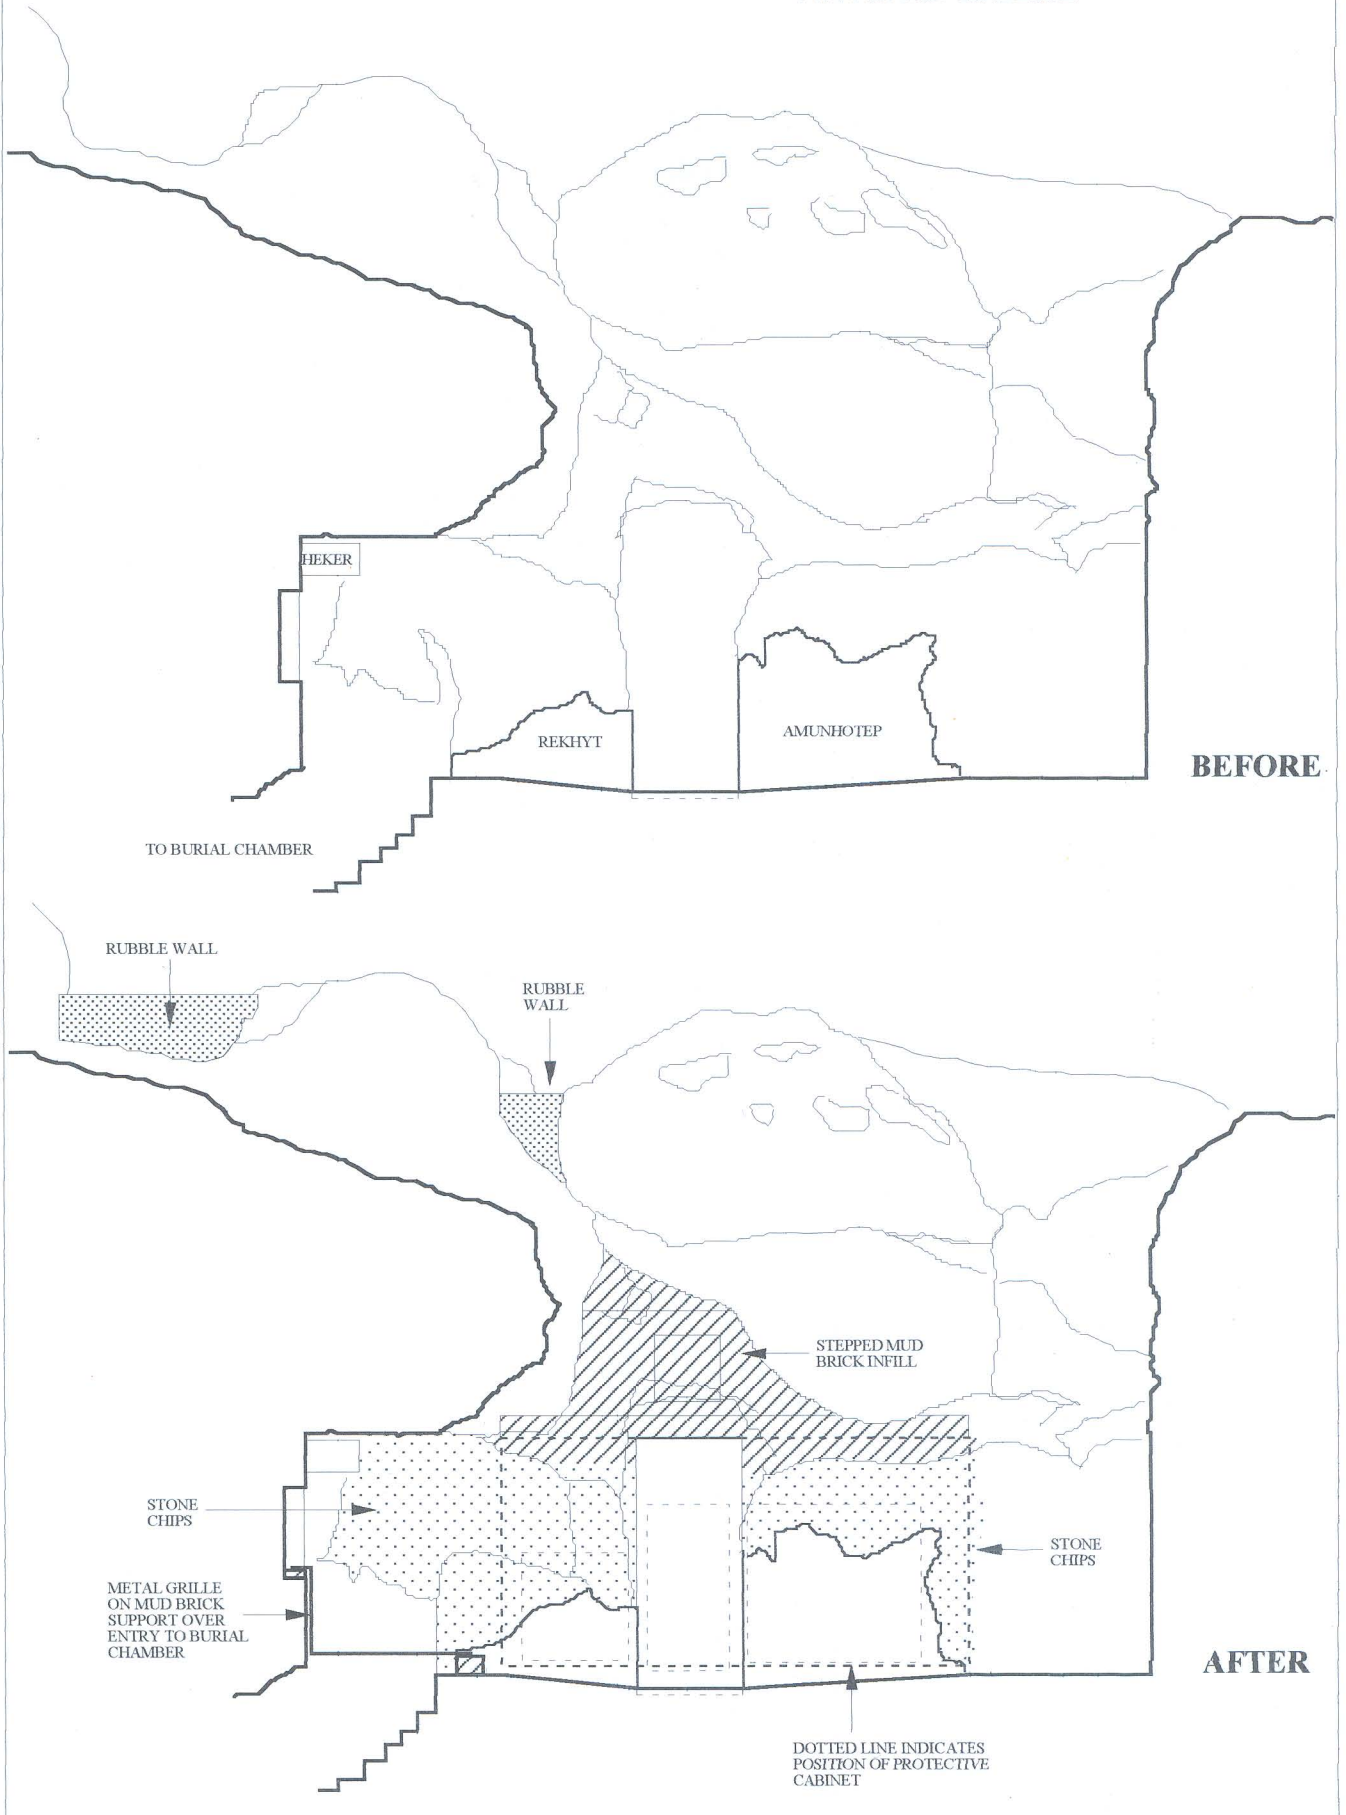 HEKER
REKHYT
AMUNHOTEP
BEFORE
TO BURIAL CHAMBER
RUBBLE WALL
RUBBLE
WALL
STEPPED MUD
BRICK INFILL
STONE
CHIPS
STONE
CHIPS
METAL GRILLE
ON MUD BRICK
SUPPORT OVER
ENTRY TO BURIAL
CHAMBER
AFTER
DOTTED LINE INDICATES
POSITION OF PROTECTIVE
CABINET